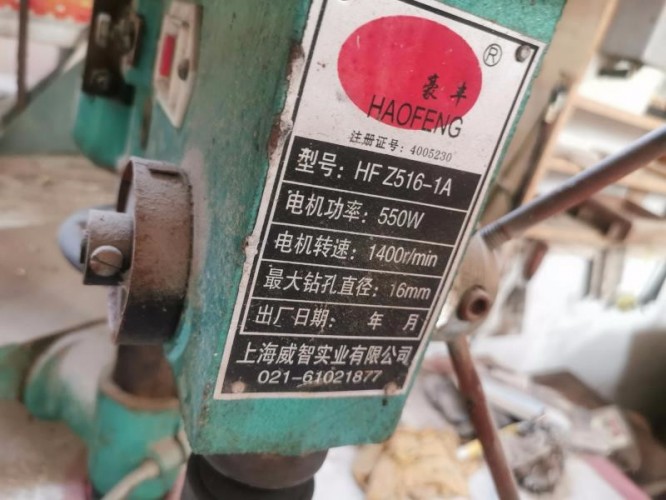 ®
豪丰
HAOFENG
注册证号：4005230
型号：HF Z516-1A
电机功率：550W
电机转速：1400r/min
最大钻孔直径：16mm
出厂日期： 年 月
上海威智实业有限公司
021-61021877